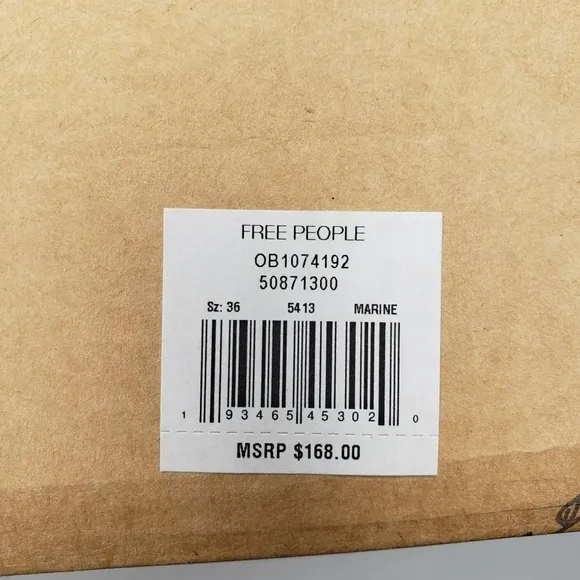 FREE PEOPLE
OB1074192
50871300
Sz: 36 5413 MARINE
1 93465 45302 0
MSRP $168.00